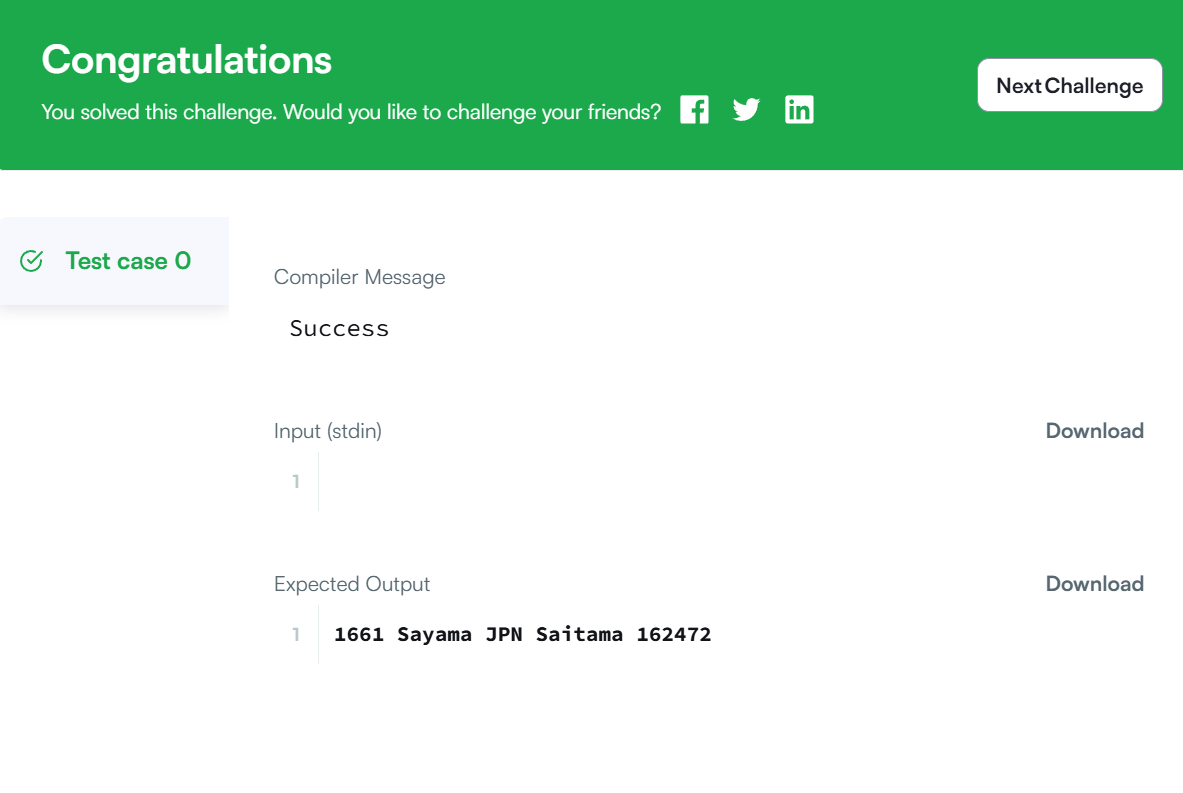 Congratulations
You solved this challenge. Would you like to challenge your friends?
Next Challenge
Test case 0
Compiler Message
Success
Input (stdin)
Download
1
Expected Output
Download
1 1661 Sayama JPN Saitama 162472